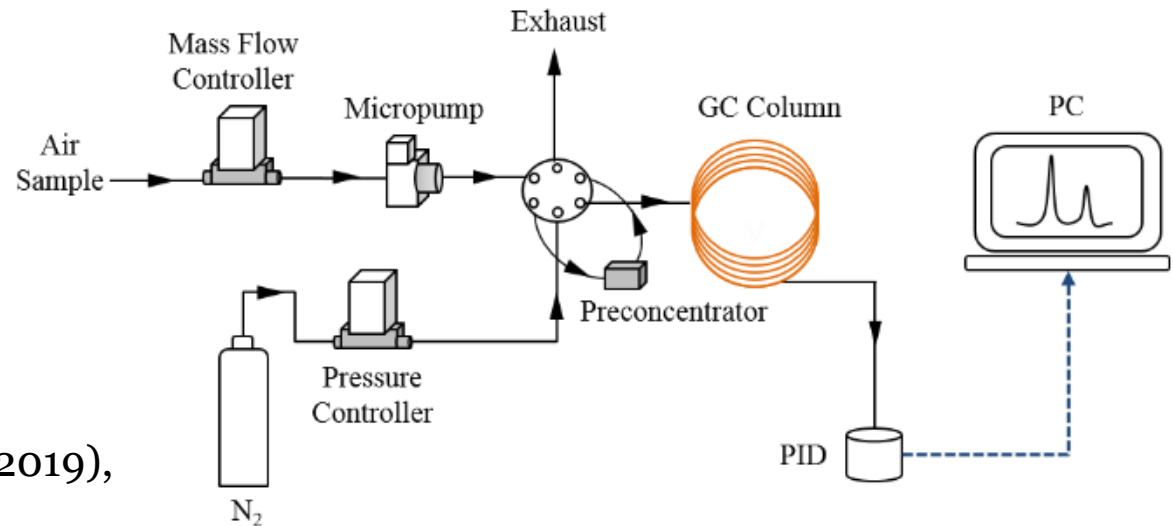 Exhaust
Mass Flow
Controller
Micropump
GC Column
PC
Air
Sample
Preconcentrator
Pressure
Controller
PID
2019),
N₂